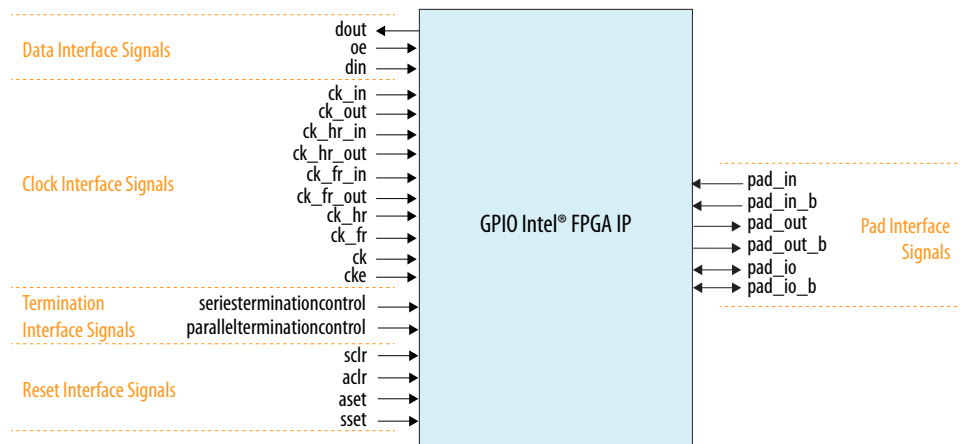 Data Interface Signals
dout
oe
din
Clock Interface Signals
ck_in
ck_out
ck_hr_in
ck_hr_out
ck_fr_in
ck_fr_out
ck_hr
ck_fr
ck
cke
Termination
Interface Signals
seriesterminationcontrol
parallelterminationcontrol
Reset Interface Signals
sclr
aclr
aset
sset
GPIO Intel® FPGA IP
pad_in
pad_in_b
pad_out
pad_out_b
pad_io
pad_io_b
Pad Interface
Signals